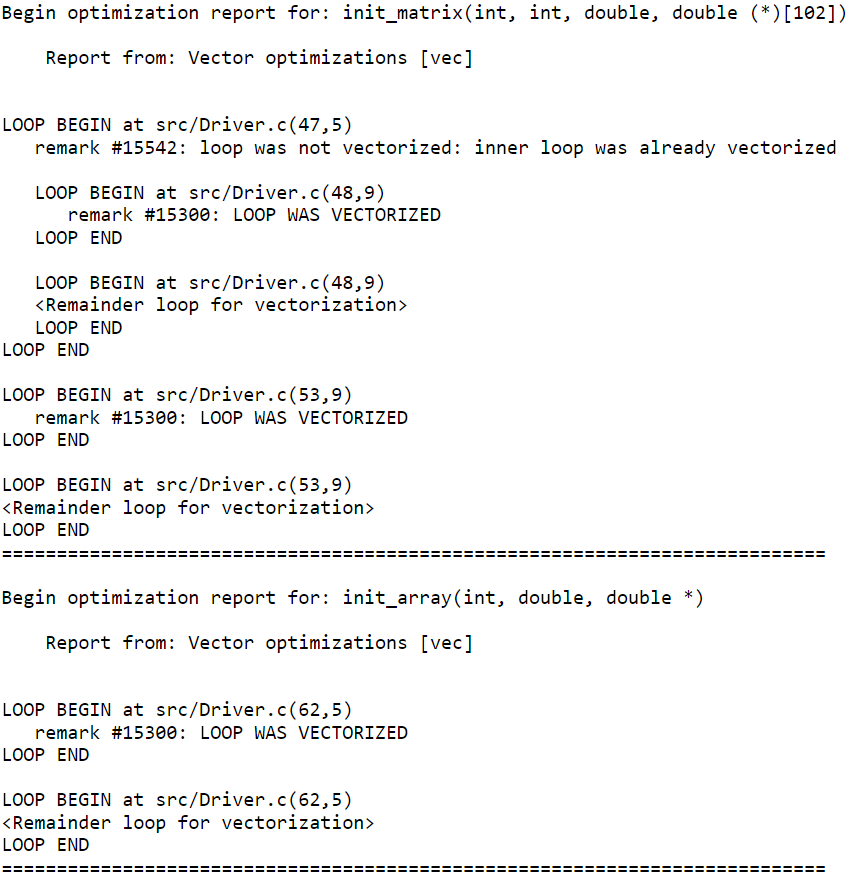 Begin optimization report for: init_matrix(int, int, double, double (*)[102])
Report from: Vector optimizations [vec]
LOOP BEGIN at src/Driver.c(47,5)
remark #15542: loop was not vectorized: inner loop was already vectorized
LOOP BEGIN at src/Driver.c(48,9)
remark #15300: LOOP WAS VECTORIZED
LOOP END
LOOP BEGIN at src/Driver.c(48,9)
<Remainder loop for vectorization>
LOOP END
LOOP END
LOOP BEGIN at src/Driver.c(53,9)
remark #15300: LOOP WAS VECTORIZED
LOOP END
LOOP BEGIN at src/Driver.c(53,9)
<Remainder loop for vectorization>
LOOP END
===========================================================================
Begin optimization report for: init_array(int, double, double *)
Report from: Vector optimizations [vec]
LOOP BEGIN at src/Driver.c(62,5)
remark #15300: LOOP WAS VECTORIZED
LOOP END
LOOP BEGIN at src/Driver.c(62,5)
<Remainder loop for vectorization>
LOOP END
===========================================================================